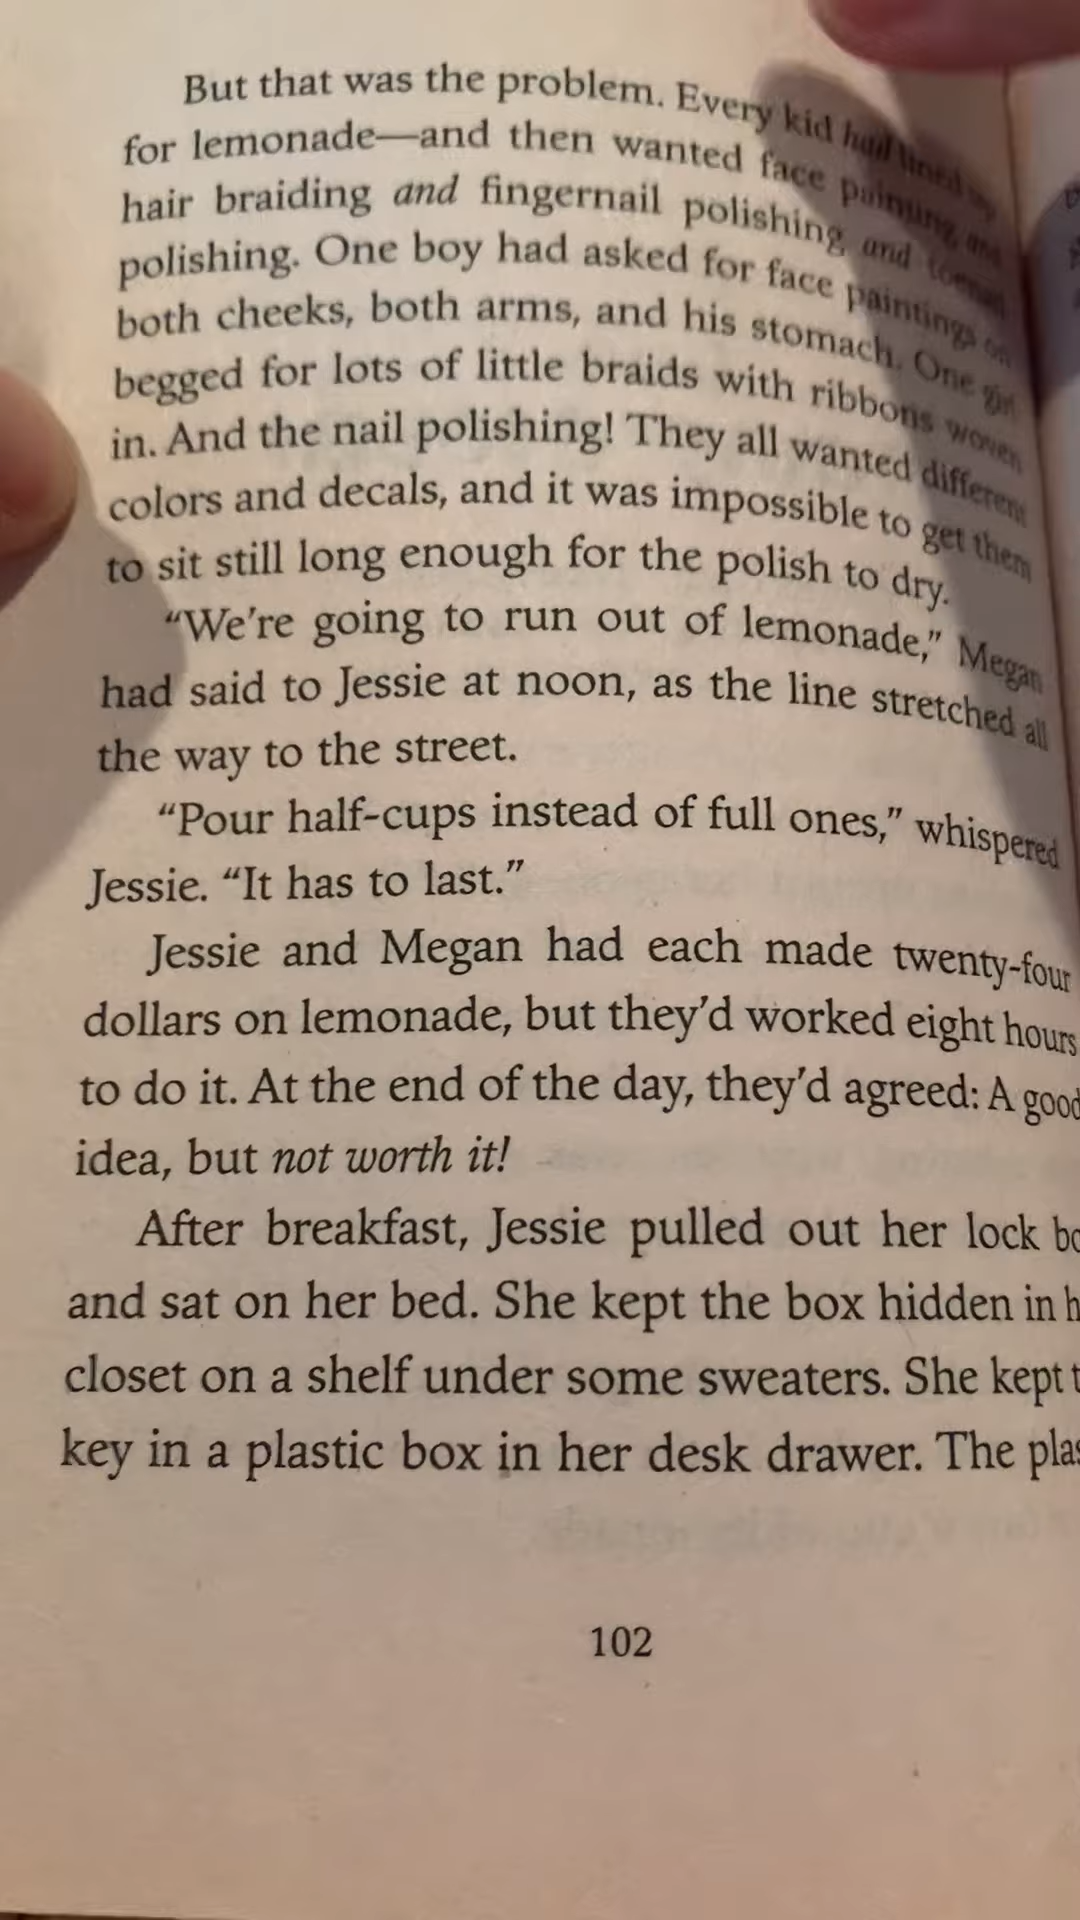 But that was the problem. Every kid had lined up
for lemonade—and then wanted face painting, and
hair braiding and fingernail polishing and toenail
polishing. One boy had asked for face paintings on
both cheeks, both arms, and his stomach. One girl
begged for lots of little braids with ribbons woven
in. And the nail polishing! They all wanted different
colors and decals, and it was impossible to get them
to sit still long enough for the polish to dry.
“We’re going to run out of lemonade,” Megan
had said to Jessie at noon, as the line stretched all
the way to the street.
“Pour half-cups instead of full ones,” whispered
Jessie. “It has to last.”
Jessie and Megan had each made twenty-four
dollars on lemonade, but they’d worked eight hours
to do it. At the end of the day, they’d agreed: A good
idea, but not worth it!
After breakfast, Jessie pulled out her lock
and sat on her bed. She kept the box hidden in
closet on a shelf under some sweaters. She kept
key in a plastic box in her desk drawer. The
102